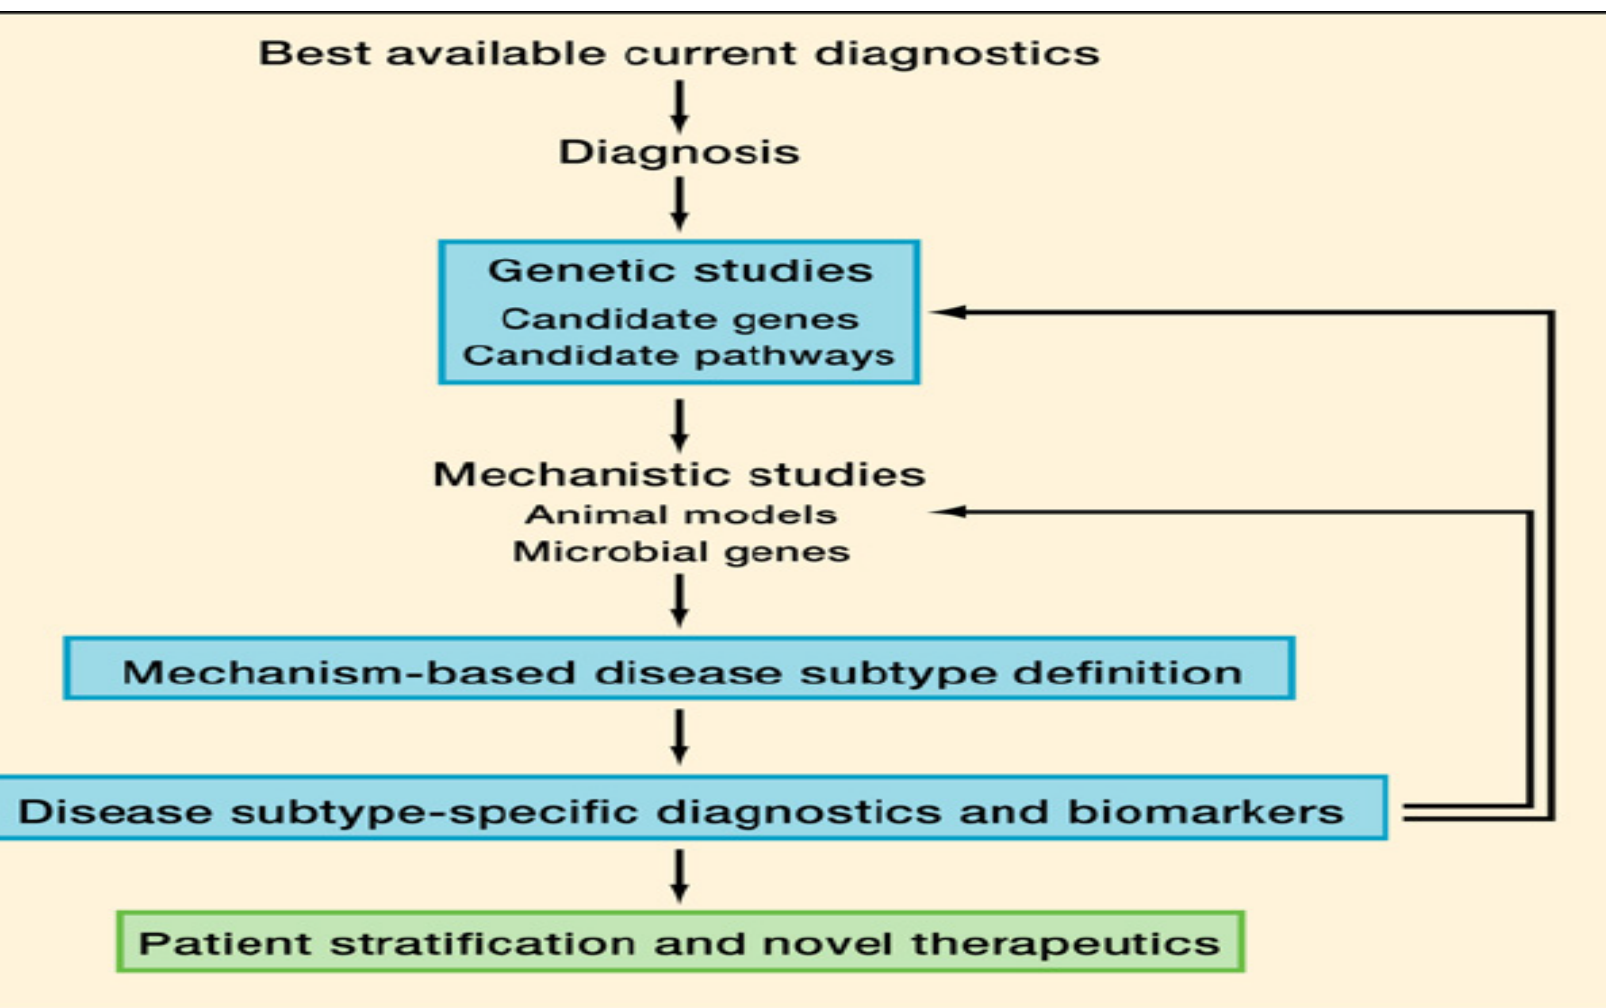 Best available current diagnostics
Diagnosis
Genetic studies
Candidate genes
Candidate pathways
Mechanistic studies
Animal models
Microbial genes
Mechanism-based disease subtype definition
Disease subtype-specific diagnostics and biomarkers
Patient stratification and novel therapeutics